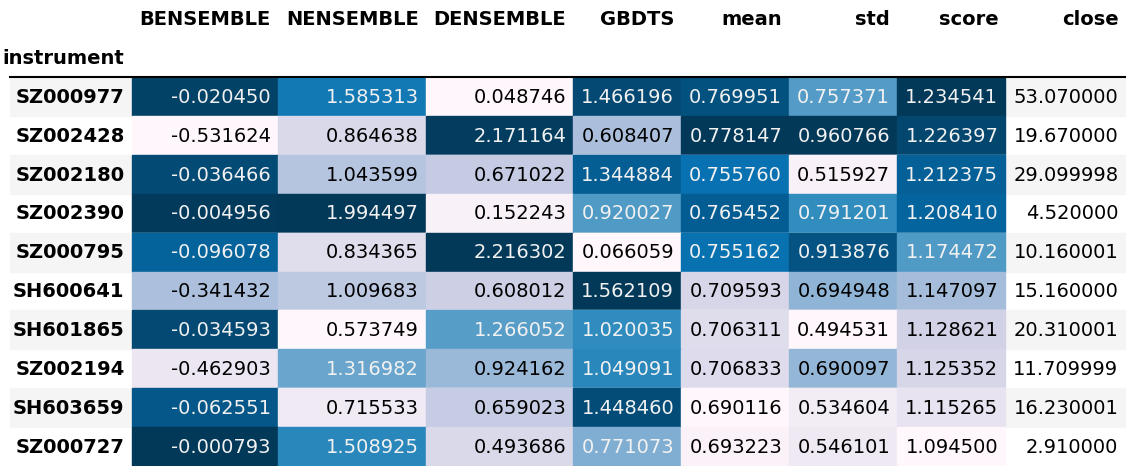 BENSEMBLE NENSEMBLE DENSEMBLE GBDTS mean std score close
instrument
SZ000977 -0.020450 1.585313 0.048746 1.466196 0.769951 0.757371 1.234541 53.070000
SZ002428 -0.531624 0.864638 2.171164 0.608407 0.778147 0.960766 1.226397 19.670000
SZ002180 -0.036466 1.043599 0.671022 1.344884 0.755760 0.515927 1.212375 29.099998
SZ002390 -0.004956 1.994497 0.152243 0.920027 0.765452 0.791201 1.208410 4.520000
SZ000795 -0.096078 0.834365 2.216302 0.066059 0.755162 0.913876 1.174472 10.160001
SH600641 -0.341432 1.009683 0.608012 1.562109 0.709593 0.694948 1.147097 15.160000
SH601865 -0.034593 0.573749 1.266052 1.020035 0.706311 0.494531 1.128621 20.310001
SZ002194 -0.462903 1.316982 0.924162 1.049091 0.706833 0.690097 1.125352 11.709999
SH603659 -0.062551 0.715533 0.659023 1.448460 0.690116 0.534604 1.115265 16.230001
SZ000727 -0.000793 1.508925 0.493686 0.771073 0.693223 0.546101 1.094500 2.910000